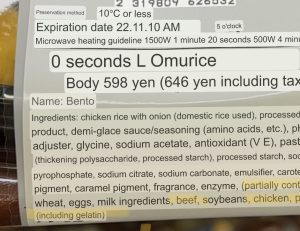 2 319809 626532
Preservation method 10°C or less
Expiration date 22.11.10 AM 5 o'clock
Microwave heating guideline 1500W 1 minute 20 seconds 500W 4 min
0 seconds L Omurice
Body 598 yen (646 yen including tax
Name: Bento
Ingredients: chicken rice with onion (domestic rice used), processed
product, demi-glace sauce/seasoning (amino acids, etc.), ph
adjuster, glycine, sodium acetate, antioxidant (V E), paste
(thickening polysaccharide, processed starch), processed starch, so
pyrophosphate, sodium citrate, sodium carbonate, emulsifier, carote
pigment, caramel pigment, fragrance, enzyme, (partially cont
wheat, eggs, milk ingredients, beef, soybeans, chicken, p
(including gelatin)